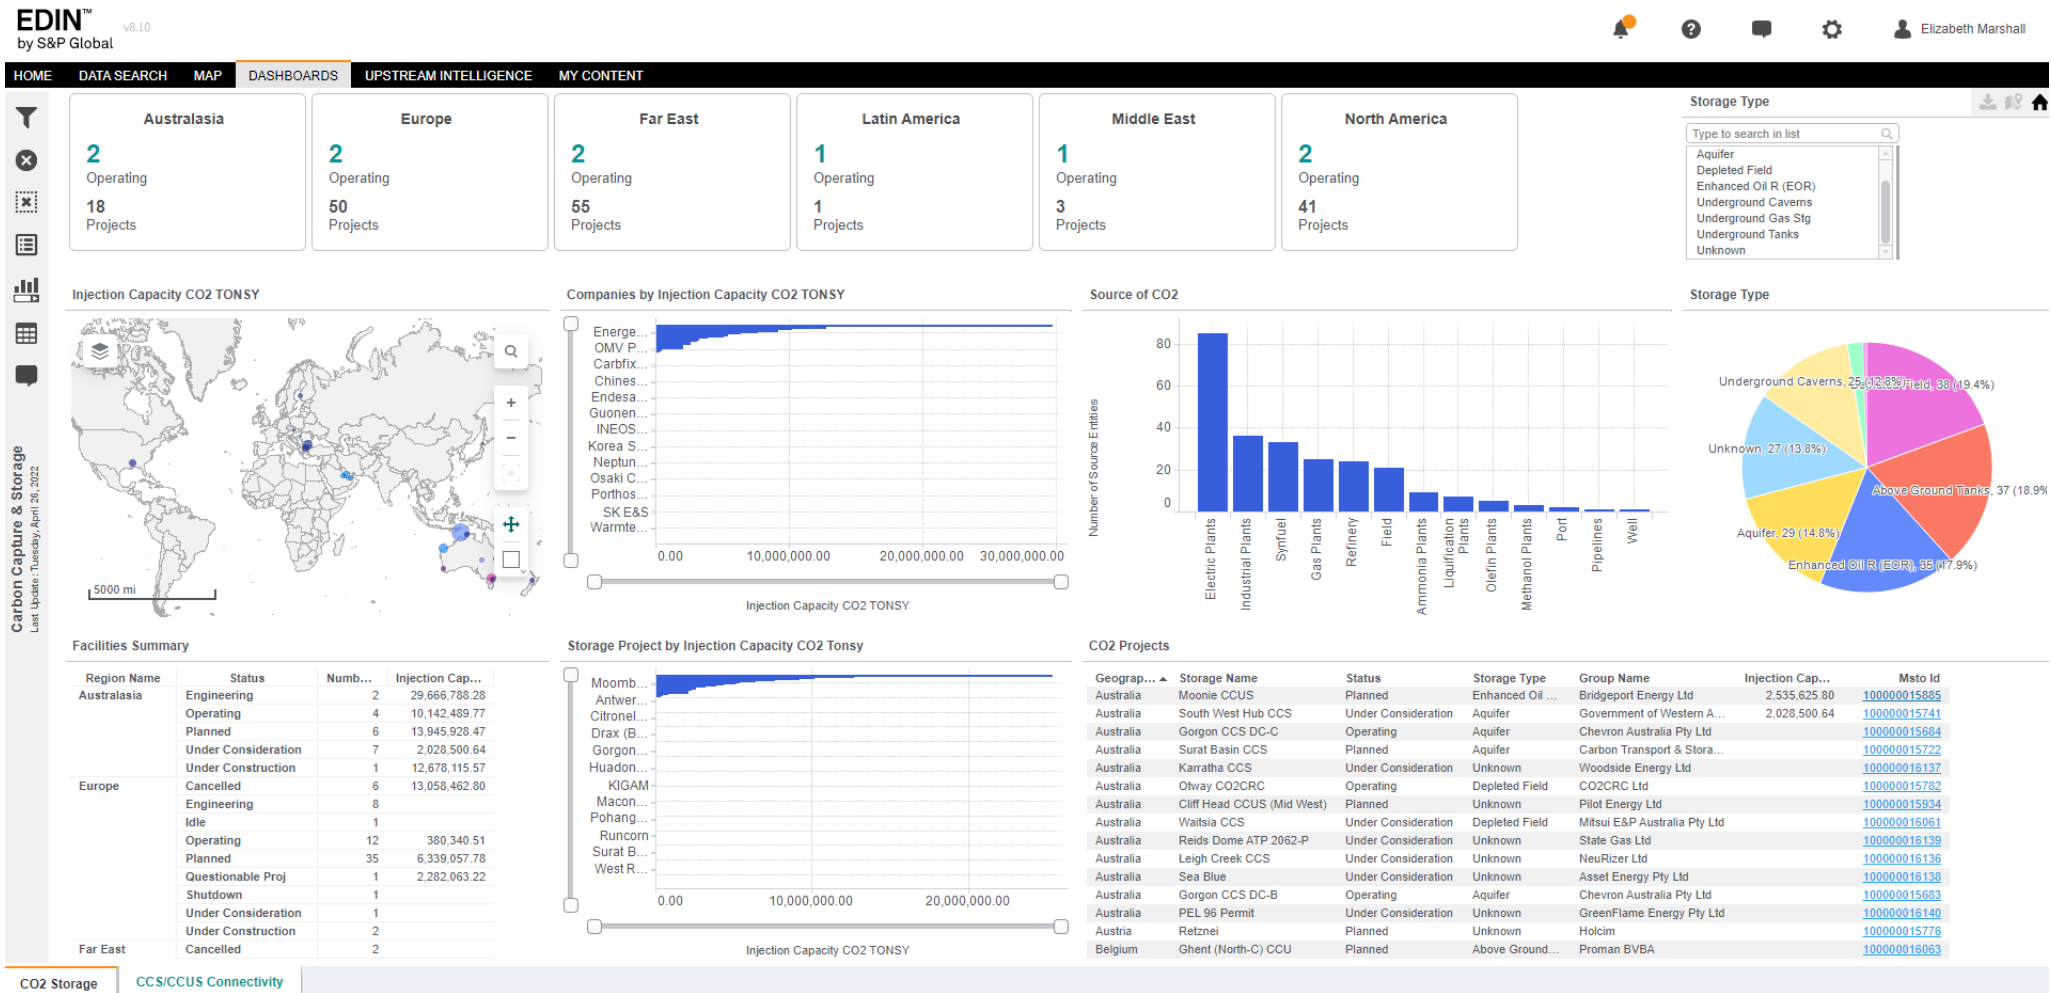 EDIN™ v8.10
by S&P Global
Elizabeth Marshall
HOME DATA SEARCH MAP DASHBOARDS UPSTREAM INTELLIGENCE MY CONTENT
Carbon Capture & Storage
Last Update: Tuesday, April 26, 2022
Australasia
2
Operating
18
Projects
Europe
2
Operating
50
Projects
Far East
2
Operating
55
Projects
Latin America
1
Operating
1
Projects
Middle East
1
Operating
3
Projects
North America
2
Operating
41
Projects
Storage Type
Type to search in list
Aquifer
Depleted Field
Enhanced Oil R (EOR)
Underground Caverns
Underground Gas Stg
Underground Tanks
Unknown
Injection Capacity CO2 TONSY
5000 mi
Companies by Injection Capacity CO2 TONSY
Energe...
OMV P...
Carbfix...
Chines...
Endesa...
Guonen...
INEOS...
Korea S...
Neptun...
Osaki C...
Porthos...
SK E&S
Warmte...
0.00 10,000,000.00 20,000,000.00 30,000,000.00
Injection Capacity CO2 TONSY
Source of CO2
Number of Source Entities
80
60
40
20
0
Electric Plants
Industrial Plants
Synfuel
Gas Plants
Refinery
Field
Ammonia Plants
Liquification Plants
Olefin Plants
Methanol Plants
Port
Pipelines
Well
Storage Type
Underground Caverns, 25 (12.8%)
Depleted Field, 38 (19.4%)
Unknown, 27 (13.8%)
Above Ground Tanks, 37 (18.9%
Aquifer, 29 (14.8%)
Enhanced Oil R (EOR), 35 (17.9%)
Facilities Summary
Region Name Status Numb... Injection Cap...
Australasia Engineering 2 29,666,788.28
Operating 4 10,142,489.77
Planned 6 13,945,928.47
Under Consideration 7 2,028,500.64
Under Construction 1 12,678,115.57
Europe Cancelled 6 13,058,462.80
Engineering 8
Idle 1
Operating 12 380,340.51
Planned 35 6,339,057.78
Questionable Proj 1 2,282,063.22
Shutdown 1
Under Consideration 1
Under Construction 2
Far East Cancelled 2
Storage Project by Injection Capacity CO2 Tonsy
Moomb...
Antwer...
Citronel...
Drax (B...
Gorgon...
Huadon...
KIGAM
Macon...
Pohang...
Runcorn
Surat B...
West R...
0.00 10,000,000.00 20,000,000.00
Injection Capacity CO2 TONSY
CO2 Projects
Geograp... Storage Name Status Storage Type Group Name Injection Cap... Msto Id
Australia Moonie CCUS Planned Enhanced Oil ... Bridgeport Energy Ltd 2,535,625.80 100000015885
Australia South West Hub CCS Under Consideration Aquifer Government of Western A... 2,028,500.64 100000015741
Australia Gorgon CCS DC-C Operating Aquifer Chevron Australia Pty Ltd 100000015684
Australia Surat Basin CCS Planned Aquifer Carbon Transport & Stora... 100000015722
Australia Karratha CCS Under Consideration Unknown Woodside Energy Ltd 100000016137
Australia Otway CO2CRC Operating Depleted Field CO2CRC Ltd 100000015782
Australia Cliff Head CCUS (Mid West) Planned Unknown Pilot Energy Ltd 100000015934
Australia Waitsia CCS Under Consideration Depleted Field Mitsui E&P Australia Pty Ltd 100000016061
Australia Reids Dome ATP 2062-P Under Consideration Unknown State Gas Ltd 100000016139
Australia Leigh Creek CCS Under Consideration Unknown NeuRizer Ltd 100000016136
Australia Sea Blue Under Consideration Unknown Asset Energy Pty Ltd 100000016138
Australia Gorgon CCS DC-B Operating Aquifer Chevron Australia Pty Ltd 100000015683
Australia PEL 96 Permit Under Consideration Unknown GreenFlame Energy Pty Ltd 100000016140
Austria Retznei Planned Unknown Holcim 100000015776
Belgium Ghent (North-C) CCU Planned Above Ground... Proman BVBA 100000016063
CO2 Storage CCS/CCUS Connectivity